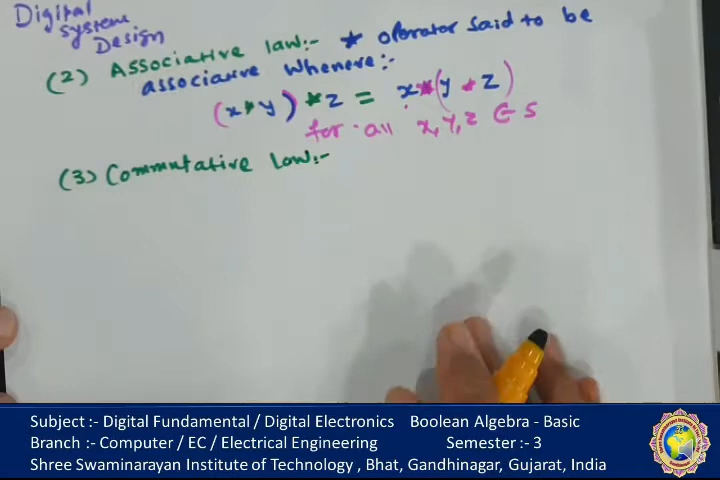 Digital
System
Design
(2) Associative law:- * operator said to be
associative whenever:-
(x * y) * z = x * (y * z)
for all x, y, z ∈ S
(3) Commutative law:-
Subject :- Digital Fundamental / Digital Electronics Boolean Algebra - Basic
Branch :- Computer / EC / Electrical Engineering Semester :- 3
Shree Swaminarayan Institute of Technology , Bhat, Gandhinagar, Gujarat, India